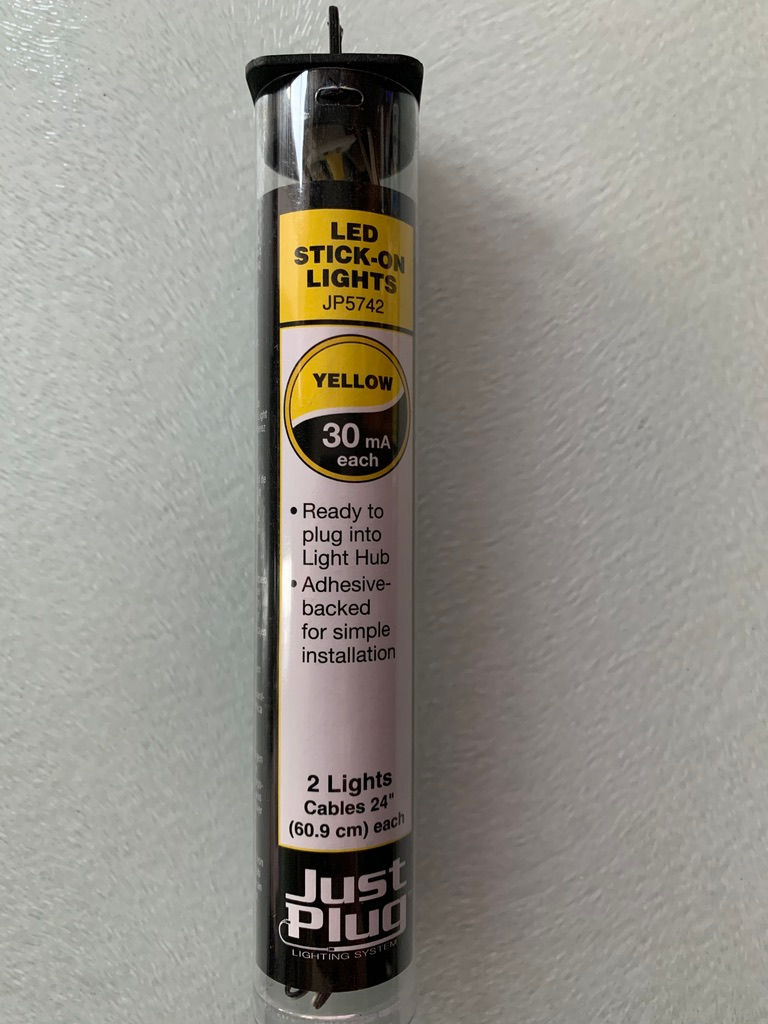 LED
STICK-ON
LIGHTS
JP5742
YELLOW
30 mA
each
• Ready to
plug into
Light Hub
• Adhesive-
backed
for simple
installation
2 Lights
Cables 24"
(60.9 cm) each
Just
Plug
LIGHTING SYSTEM